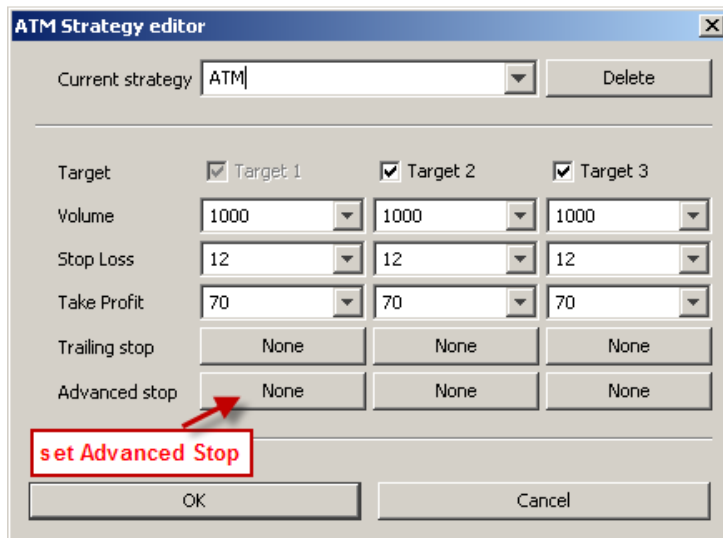 ATM Strategy editor
Current strategy ATM Delete
Target Target 1 Target 2 Target 3
Volume 1000 1000 1000
Stop Loss 12 12 12
Take Profit 70 70 70
Trailing stop None None None
Advanced stop None None None
set Advanced Stop
OK Cancel